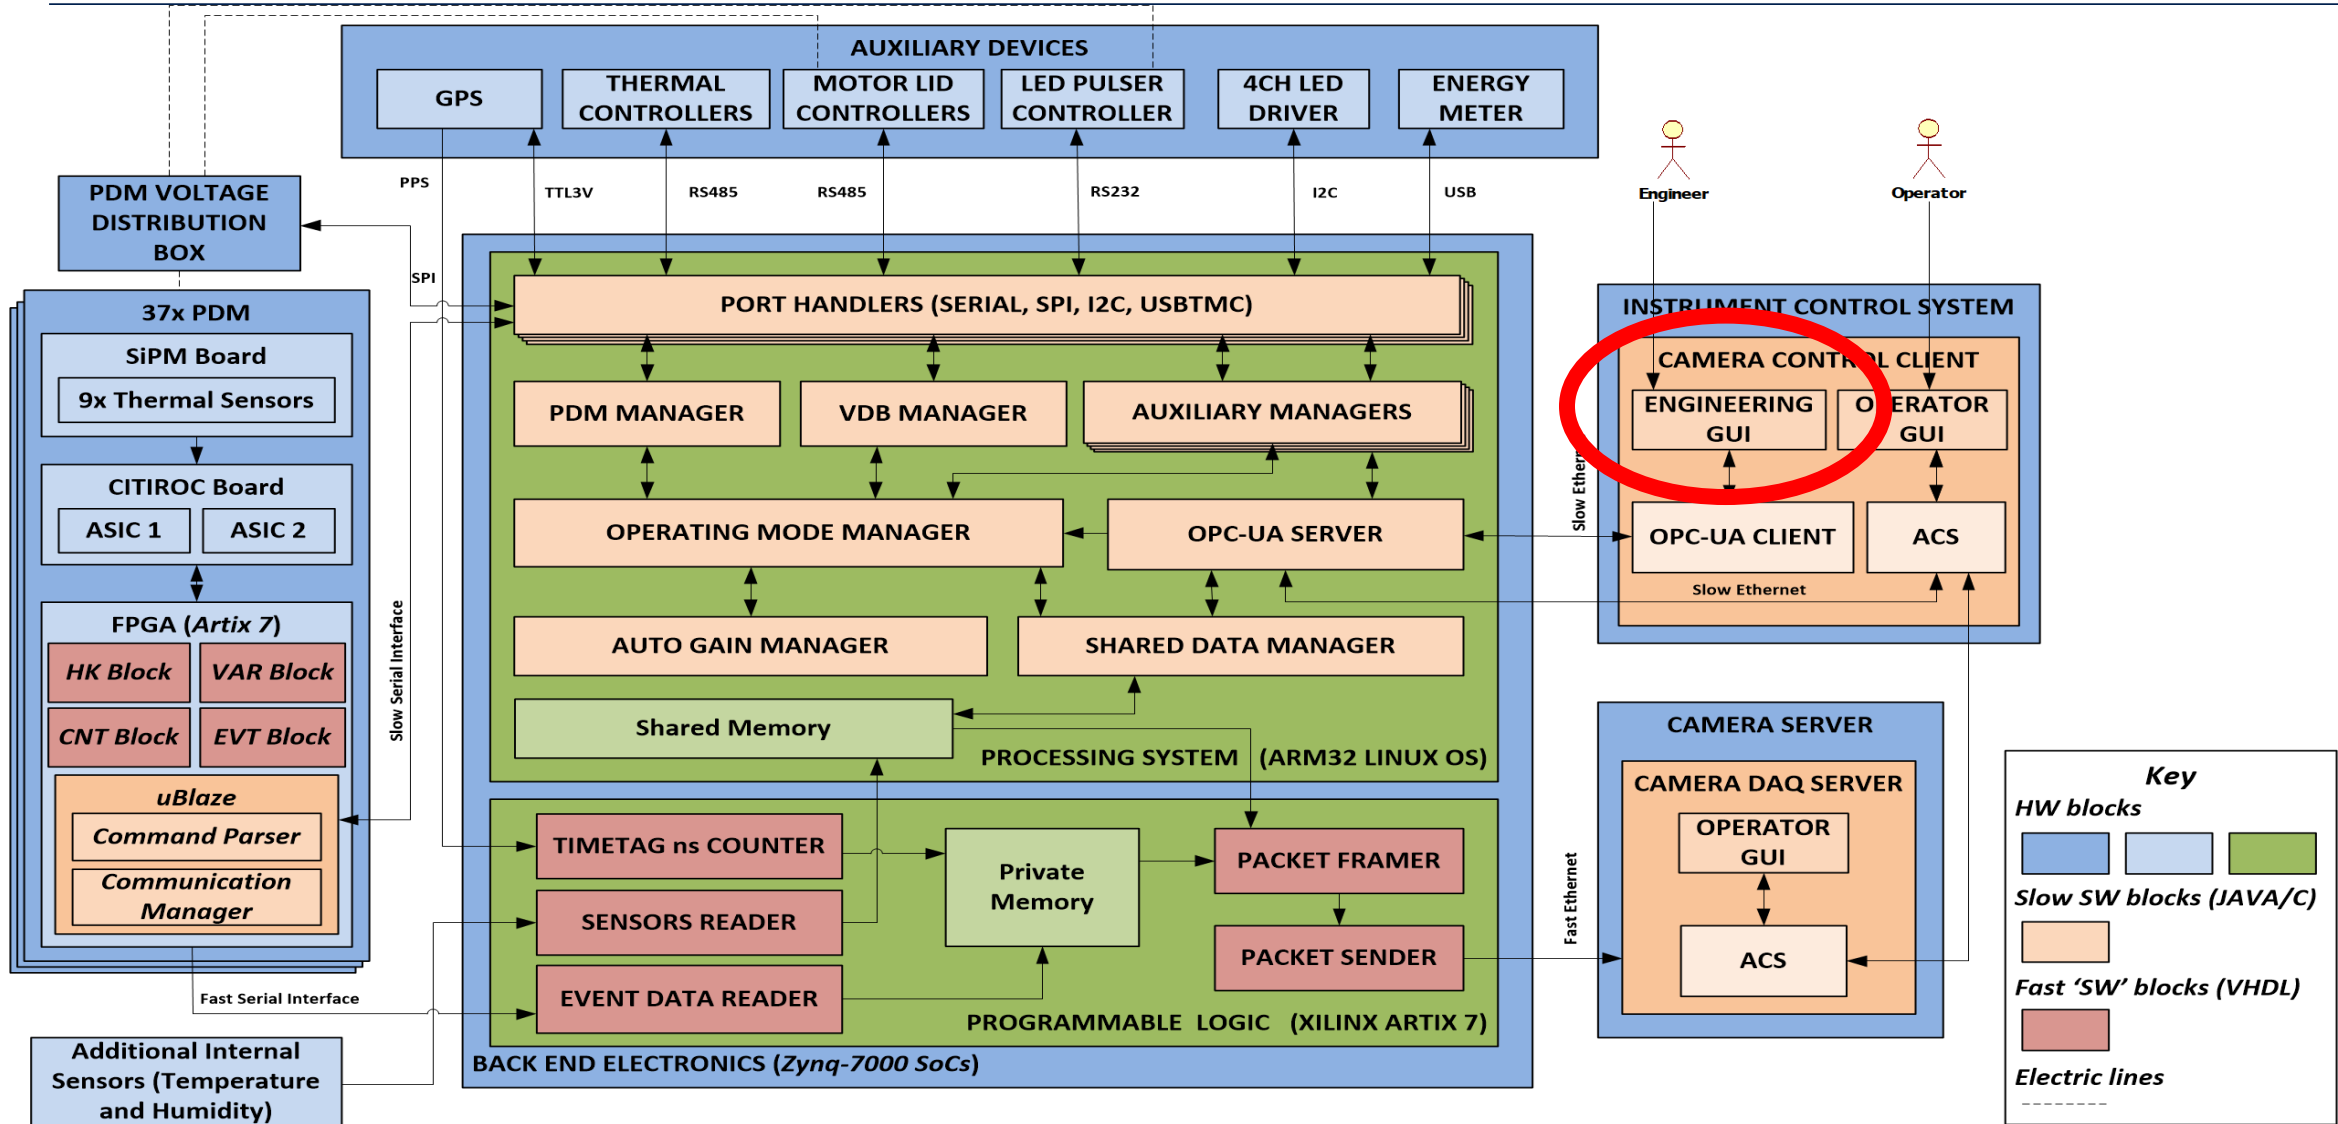 AUXILIARY DEVICES
GPS
THERMAL
CONTROLLERS
MOTOR LID
CONTROLLERS
LED PULSER
CONTROLLER
4CH LED
DRIVER
ENERGY
METER
PPS
TTL3V
RS485
RS485
RS232
I2C
USB
Engineer
Operator
PDM VOLTAGE
DISTRIBUTION
BOX
SPI
37x PDM
SiPM Board
9x Thermal Sensors
CITIROC Board
ASIC 1
ASIC 2
FPGA (Artix 7)
HK Block
VAR Block
CNT Block
EVT Block
uBlaze
Command Parser
Communication
Manager
Slow Serial Interface
Fast Serial Interface
Additional Internal
Sensors (Temperature
and Humidity)
PORT HANDLERS (SERIAL, SPI, I2C, USBTMC)
PDM MANAGER
VDB MANAGER
AUXILIARY MANAGERS
OPERATING MODE MANAGER
OPC-UA SERVER
AUTO GAIN MANAGER
SHARED DATA MANAGER
Shared Memory
PROCESSING SYSTEM (ARM32 LINUX OS)
TIMETAG ns COUNTER
SENSORS READER
EVENT DATA READER
Private
Memory
PACKET FRAMER
PACKET SENDER
PROGRAMMABLE LOGIC (XILINX ARTIX 7)
BACK END ELECTRONICS (Zynq-7000 SoCs)
INSTRUMENT CONTROL SYSTEM
CAMERA CONTROL CLIENT
ENGINEERING
GUI
OPERATOR
GUI
Slow Ethern
OPC-UA CLIENT
ACS
Slow Ethernet
CAMERA SERVER
CAMERA DAQ SERVER
OPERATOR
GUI
ACS
Fast Ethernet
Key
HW blocks
Slow SW blocks (JAVA/C)
Fast ‘SW’ blocks (VHDL)
Electric lines